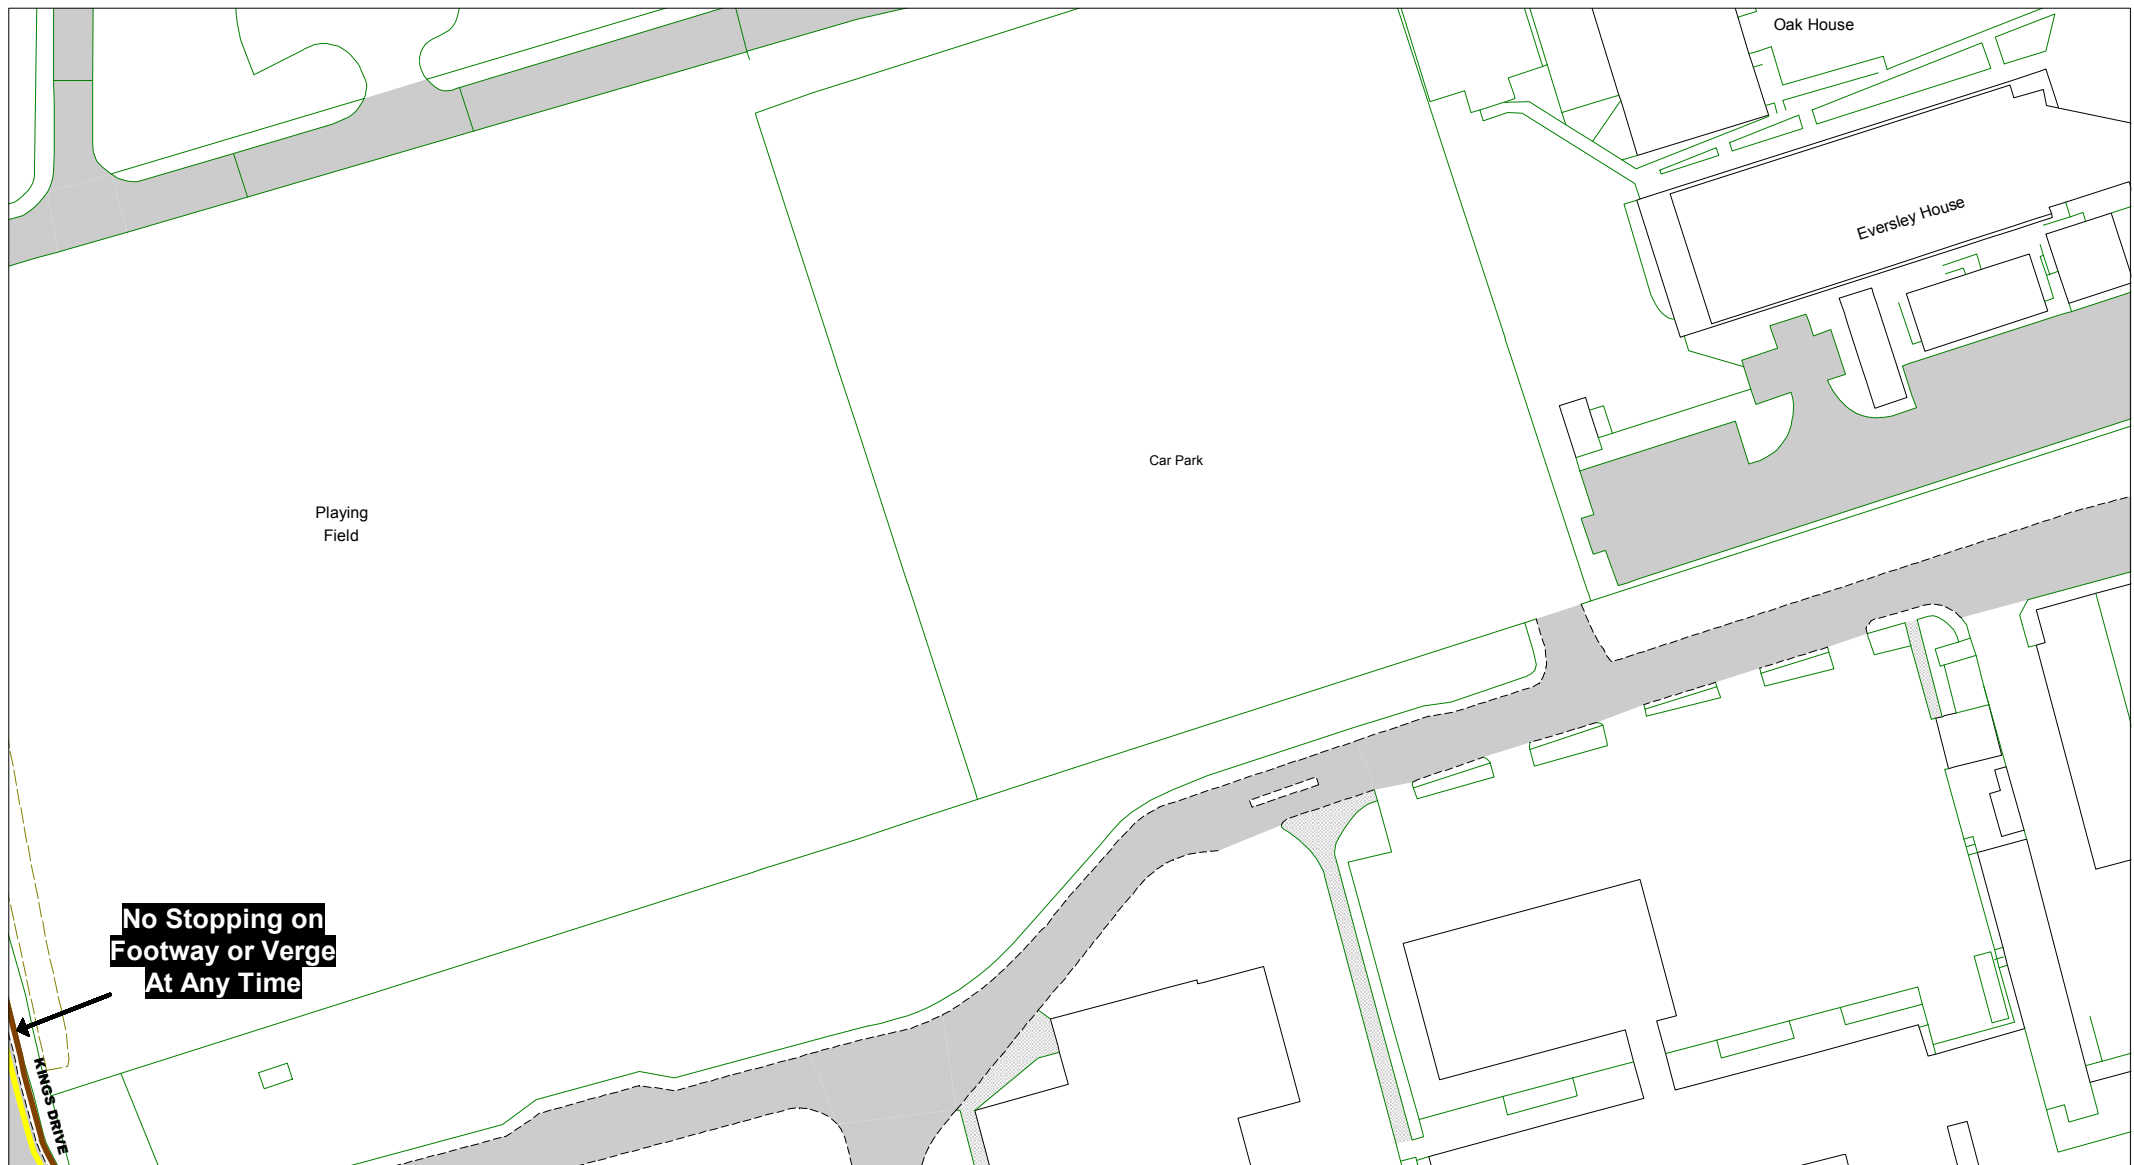 Oak House
Eversley House
Car Park
Playing
Field
No Stopping on
Footway or Verge
At Any Time
KINGS DRIVE